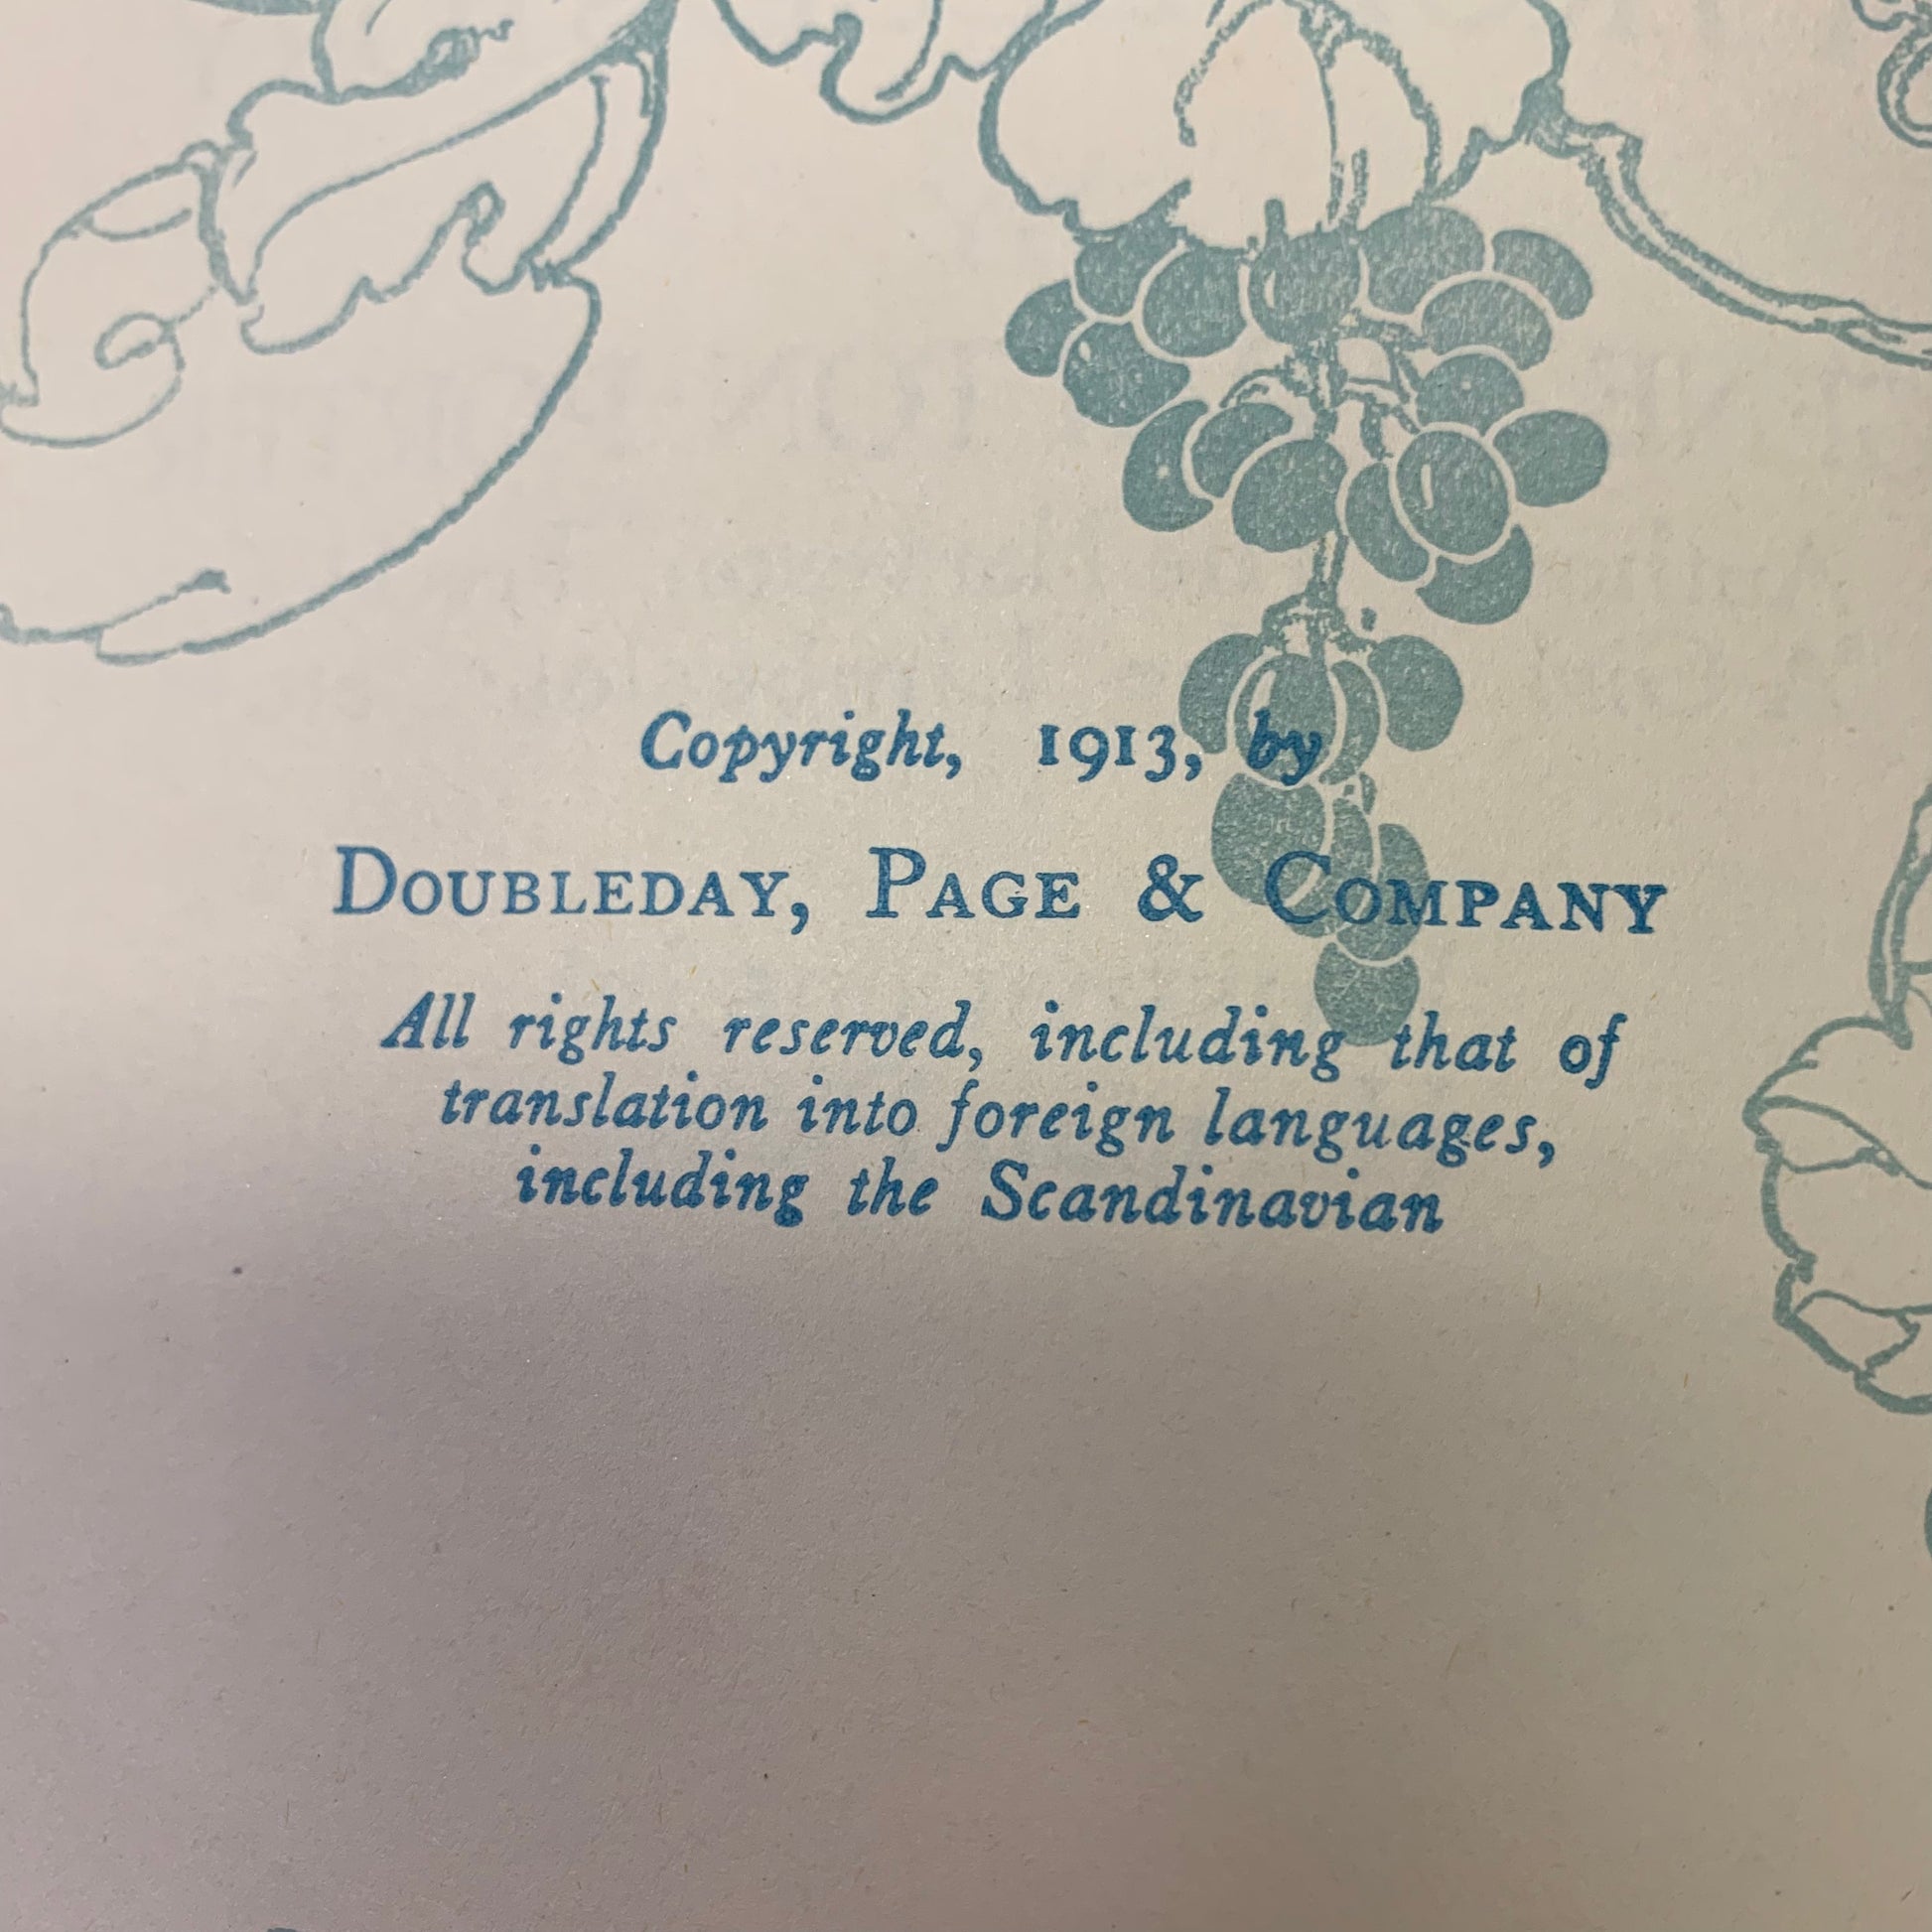 Copyright, 1913, by
DOUBLEDAY, PAGE & COMPANY
All rights reserved, including that of
translation into foreign languages,
including the Scandinavian